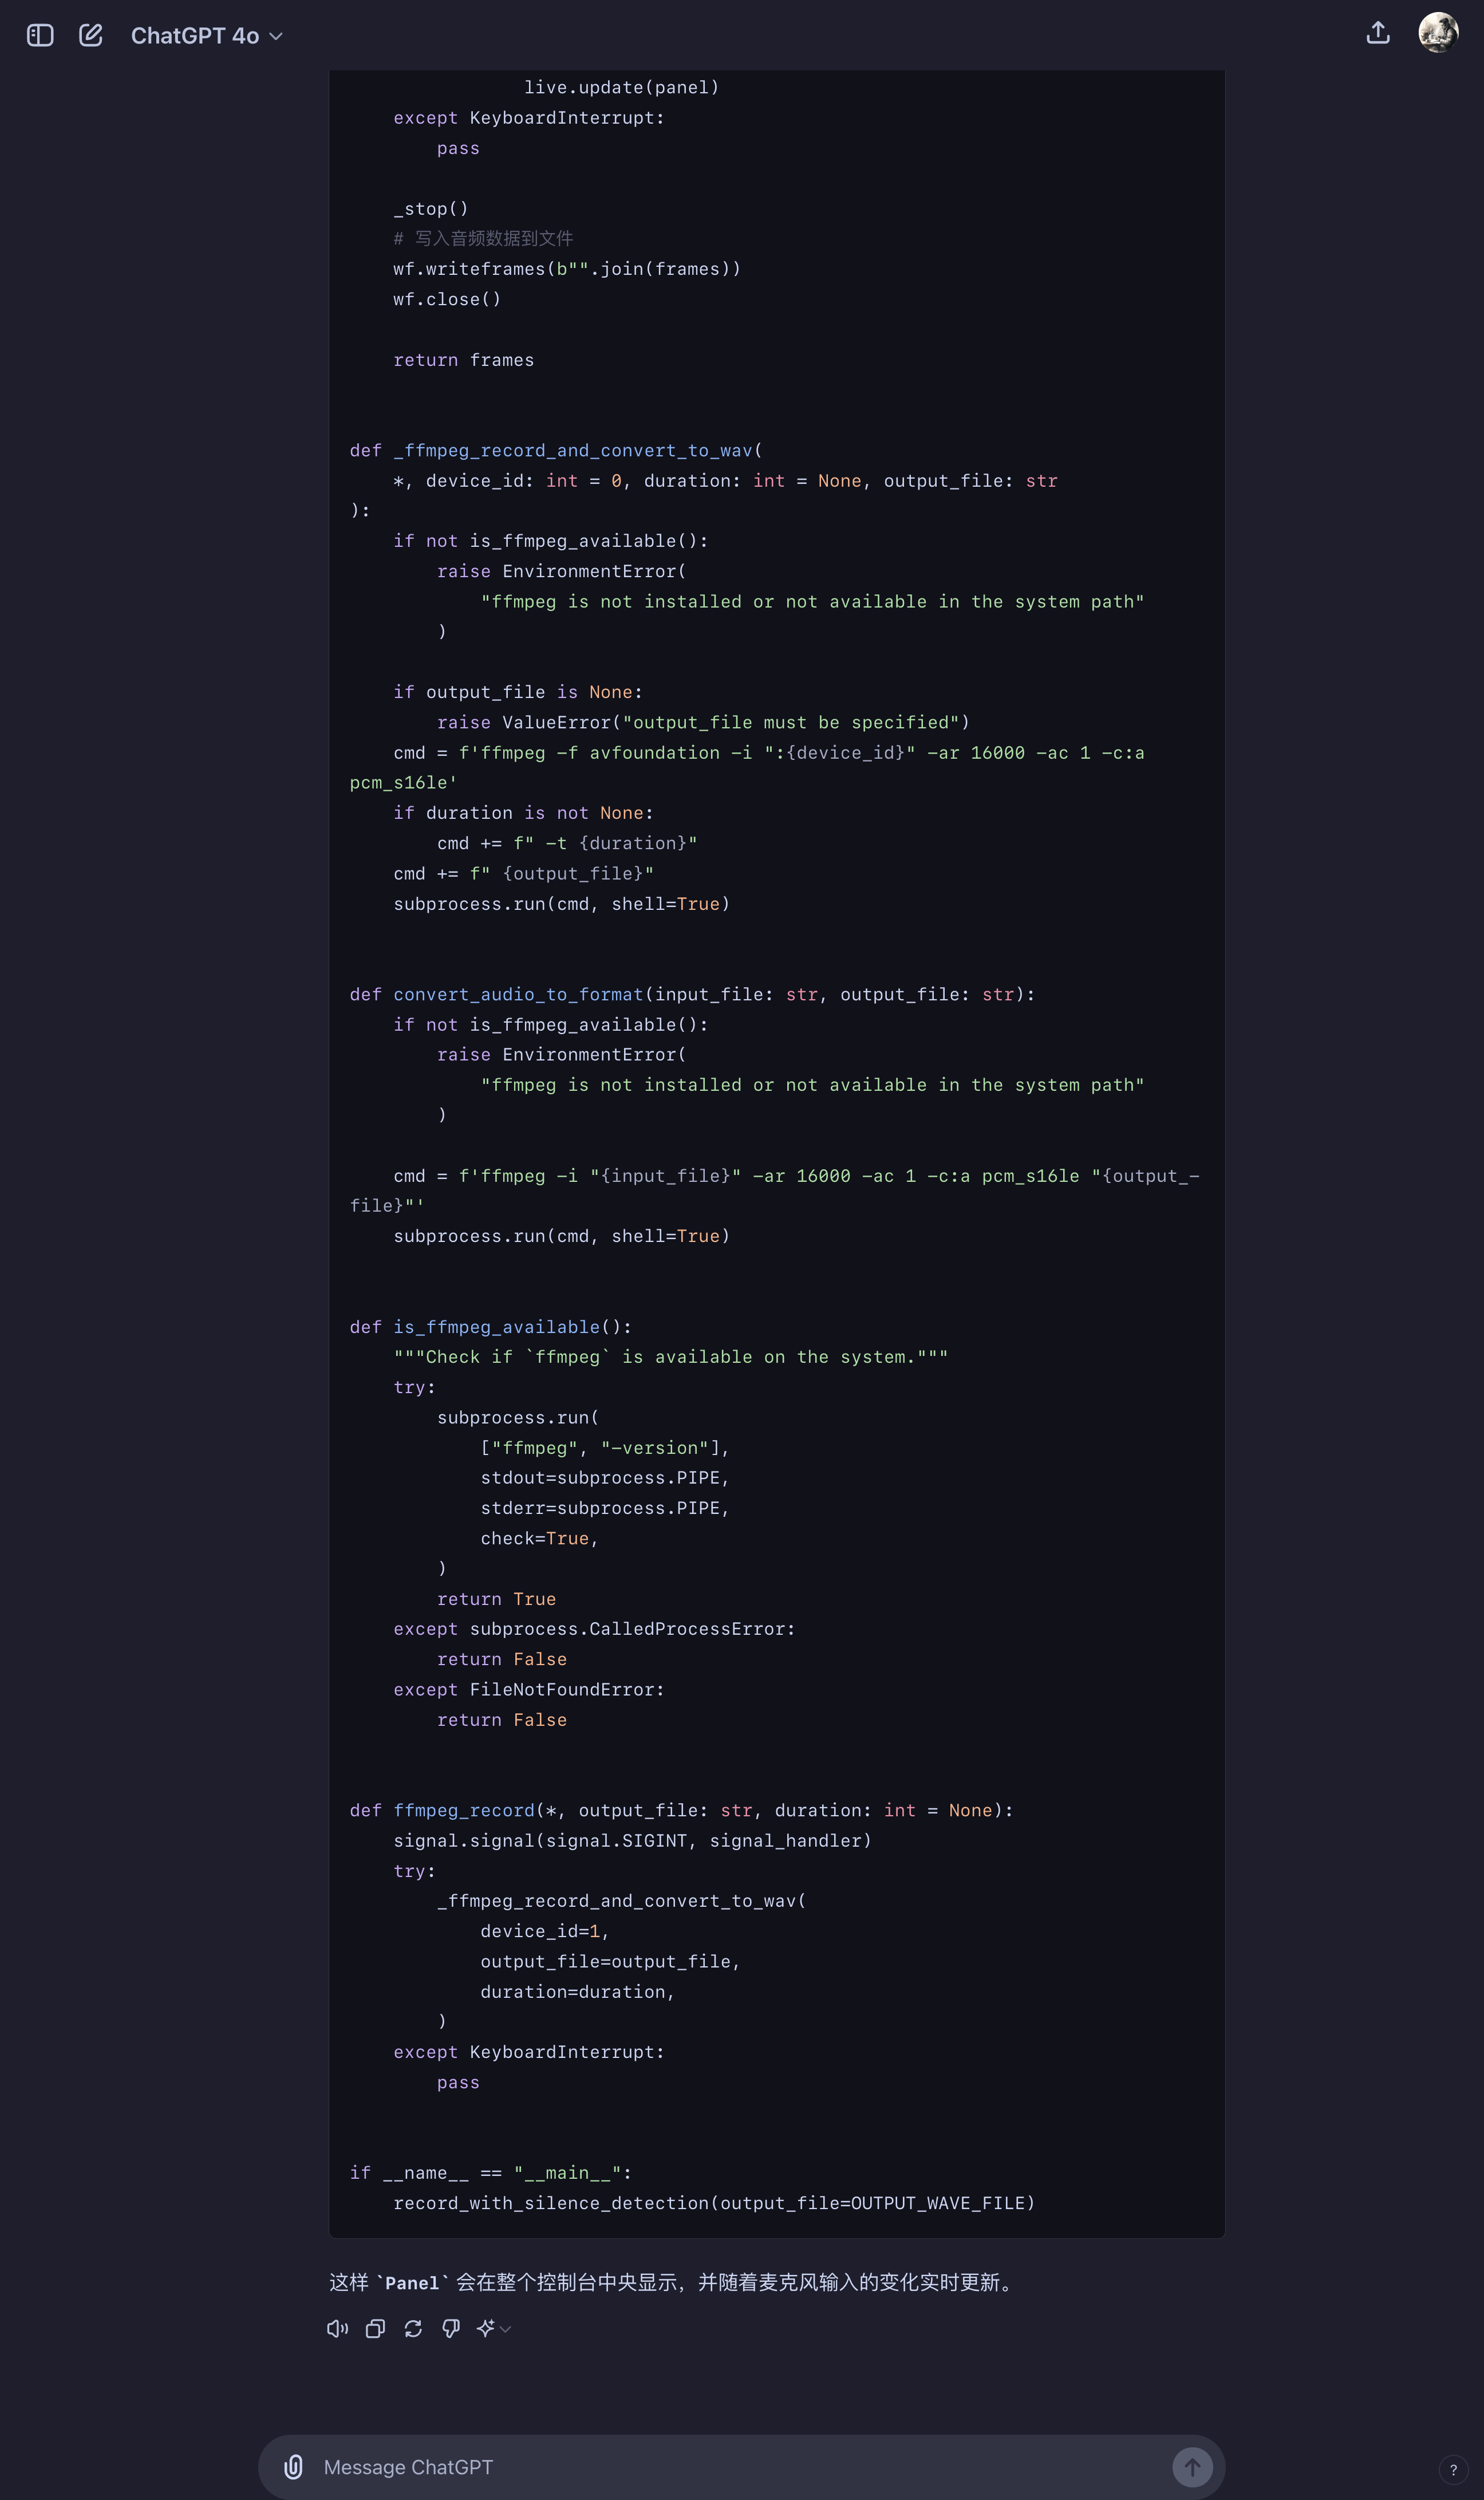 ChatGPT 4o
                live.update(panel)
    except KeyboardInterrupt:
        pass

    _stop()
    # 写入音频数据到文件
    wf.writeframes(b"".join(frames))
    wf.close()

    return frames


def _ffmpeg_record_and_convert_to_wav(
    *, device_id: int = 0, duration: int = None, output_file: str
):
    if not is_ffmpeg_available():
        raise EnvironmentError(
            "ffmpeg is not installed or not available in the system path"
        )

    if output_file is None:
        raise ValueError("output_file must be specified")
    cmd = f'ffmpeg -f avfoundation -i ":{device_id}" -ar 16000 -ac 1 -c:a
pcm_s16le'
    if duration is not None:
        cmd += f" -t {duration}"
    cmd += f" {output_file}"
    subprocess.run(cmd, shell=True)


def convert_audio_to_format(input_file: str, output_file: str):
    if not is_ffmpeg_available():
        raise EnvironmentError(
            "ffmpeg is not installed or not available in the system path"
        )

    cmd = f'ffmpeg -i "{input_file}" -ar 16000 -ac 1 -c:a pcm_s16le "{output_-
file}"'
    subprocess.run(cmd, shell=True)


def is_ffmpeg_available():
    """Check if `ffmpeg` is available on the system."""
    try:
        subprocess.run(
            ["ffmpeg", "-version"],
            stdout=subprocess.PIPE,
            stderr=subprocess.PIPE,
            check=True,
        )
        return True
    except subprocess.CalledProcessError:
        return False
    except FileNotFoundError:
        return False


def ffmpeg_record(*, output_file: str, duration: int = None):
    signal.signal(signal.SIGINT, signal_handler)
    try:
        _ffmpeg_record_and_convert_to_wav(
            device_id=1,
            output_file=output_file,
            duration=duration,
        )
    except KeyboardInterrupt:
        pass


if __name__ == "__main__":
    record_with_silence_detection(output_file=OUTPUT_WAVE_FILE)
这样 `Panel` 会在整个控制台中央显示，并随着麦克风输入的变化实时更新。
Message ChatGPT
?